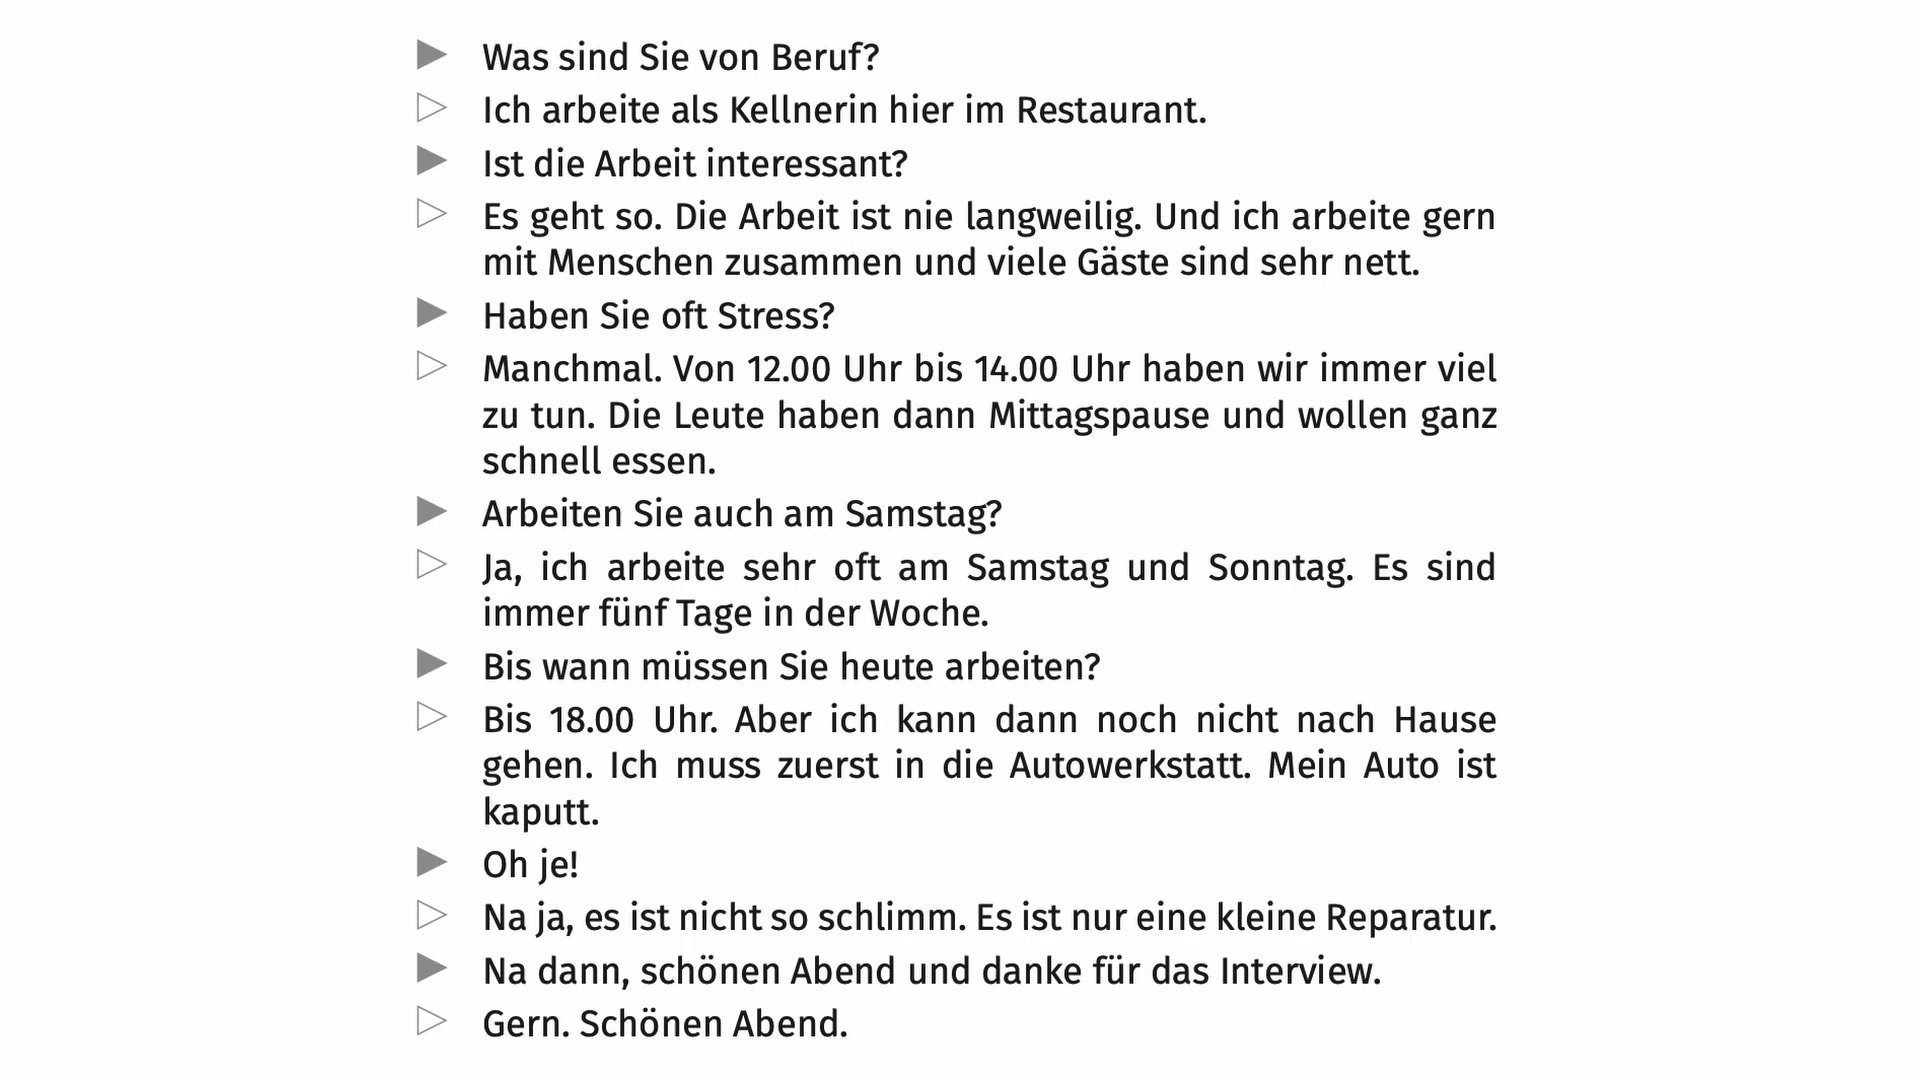 Was sind Sie von Beruf?
Ich arbeite als Kellnerin hier im Restaurant.
Ist die Arbeit interessant?
Es geht so. Die Arbeit ist nie langweilig. Und ich arbeite gern
mit Menschen zusammen und viele Gäste sind sehr nett.
Haben Sie oft Stress?
Manchmal. Von 12.00 Uhr bis 14.00 Uhr haben wir immer viel
zu tun. Die Leute haben dann Mittagspause und wollen ganz
schnell essen.
Arbeiten Sie auch am Samstag?
Ja, ich arbeite sehr oft am Samstag und Sonntag. Es sind
immer fünf Tage in der Woche.
Bis wann müssen Sie heute arbeiten?
Bis 18.00 Uhr. Aber ich kann dann noch nicht nach Hause
gehen. Ich muss zuerst in die Autowerkstatt. Mein Auto ist
kaputt.
Oh je!
Na ja, es ist nicht so schlimm. Es ist nur eine kleine Reparatur.
Na dann, schönen Abend und danke für das Interview.
Gern. Schönen Abend.